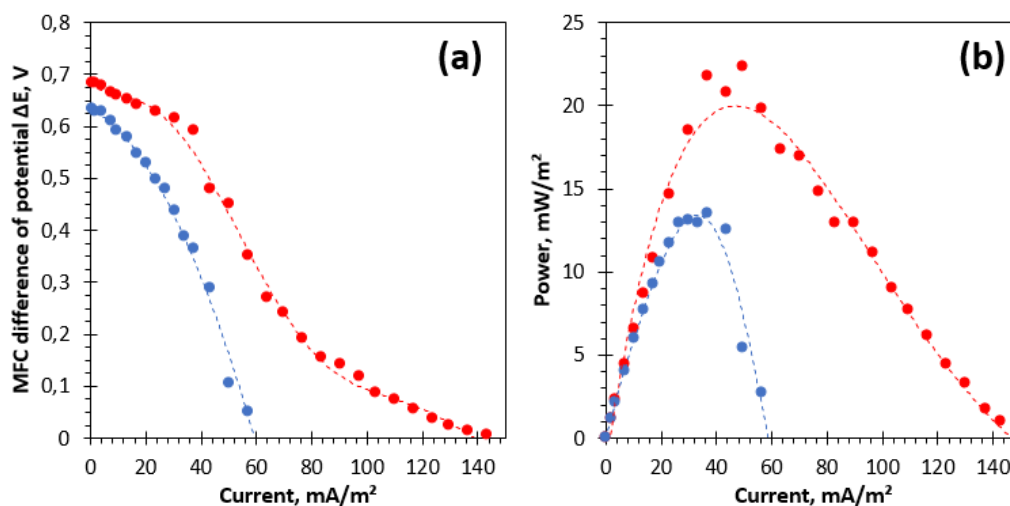 (a)
MFC difference of potential ΔE, V
0,8
0,7
0,6
0,5
0,4
0,3
0,2
0,1
0
0 20 40 60 80 100 120 140
Current, mA/m²
(b)
Power, mW/m²
25
20
15
10
5
0
0 20 40 60 80 100 120 140
Current, mA/m²